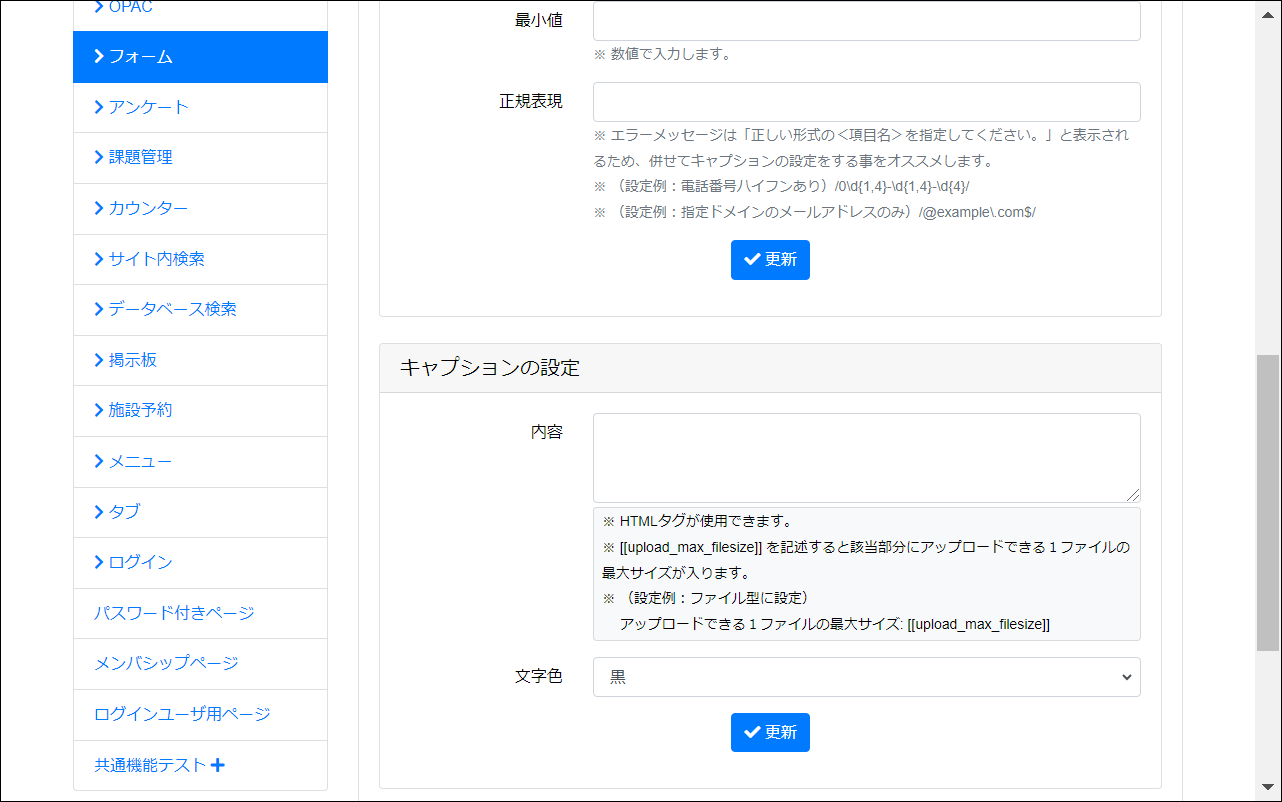 OPAC
フォーム
アンケート
課題管理
カウンター
サイト内検索
データベース検索
掲示板
施設予約
メニュー
タブ
ログイン
パスワード付きページ
メンバシップページ
ログインユーザ用ページ
共通機能テスト
最小値
※ 数値で入力します。
正規表現
※ エラーメッセージは「正しい形式の＜項目名＞を指定してください。」と表示され
るため、併せてキャプションの設定をする事をオススメします。
※ （設定例：電話番号ハイフンあり）/0\d{1,4}-\d{1,4}-\d{4}/
※ （設定例：指定ドメインのメールアドレスのみ）/@example\.com$/
更新
キャプションの設定
内容
※ HTMLタグが使用できます。
※ [[upload_max_filesize]] を記述すると該当部分にアップロードできる１ファイルの
最大サイズが入ります。
※ （設定例：ファイル型に設定）
アップロードできる１ファイルの最大サイズ: [[upload_max_filesize]]
文字色
黒
更新